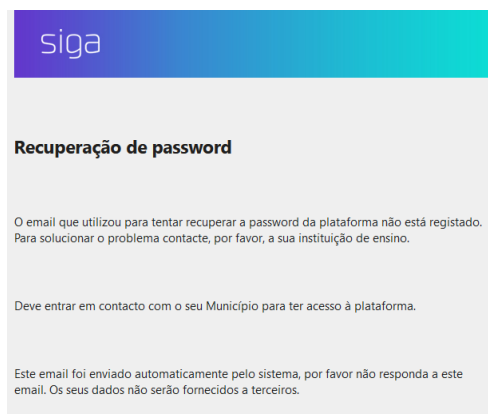 siga
Recuperação de password
O email que utilizou para tentar recuperar a password da plataforma não está registado.
Para solucionar o problema contacte, por favor, a sua instituição de ensino.
Deve entrar em contacto com o seu Município para ter acesso à plataforma.
Este email foi enviado automaticamente pelo sistema, por favor não responda a este
email. Os seus dados não serão fornecidos a terceiros.